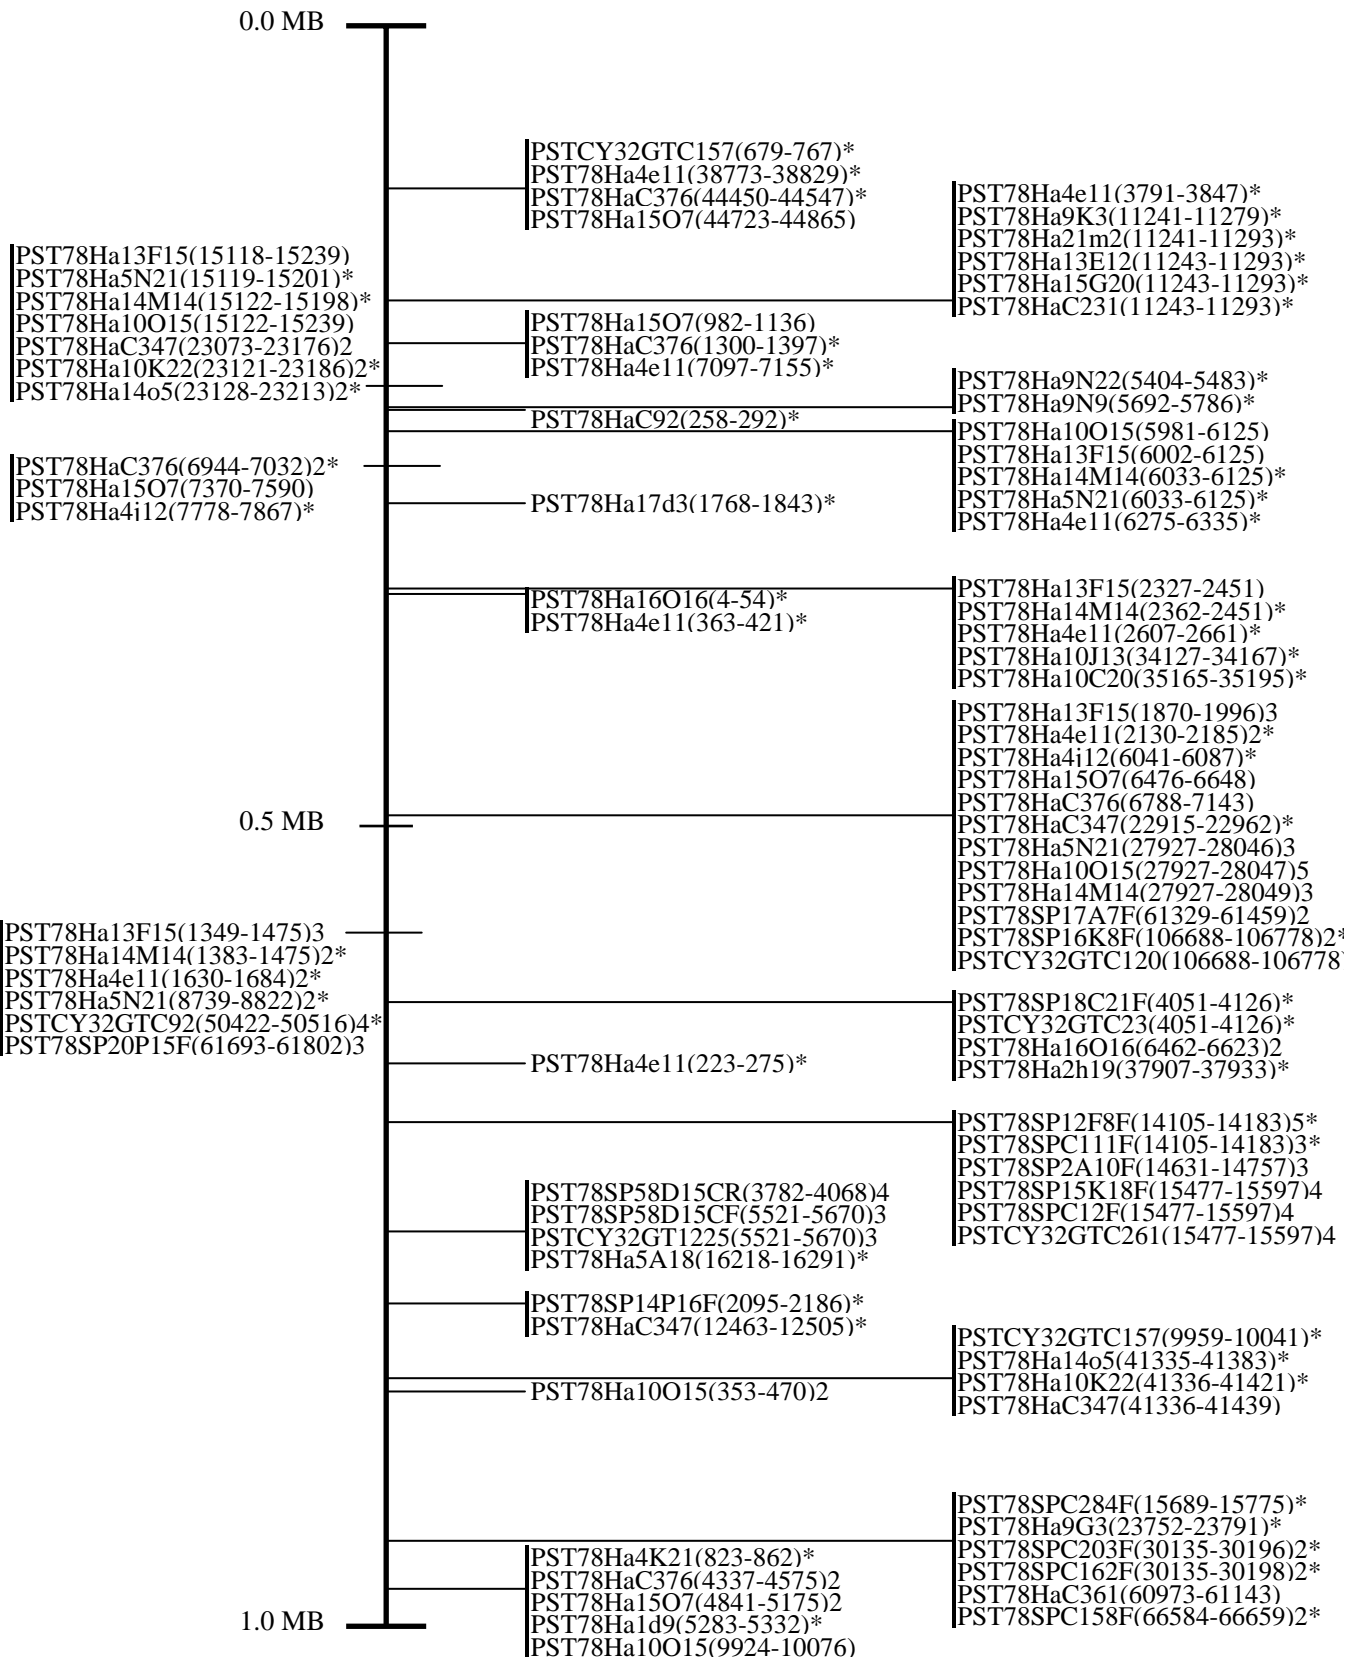 0.0 MB
PSTCY32GTC157(679-767)*
PST78Ha4e11(38773-38829)*
PST78HaC376(44450-44547)*
PST78Ha15O7(44723-44865)
PST78Ha4e11(3791-3847)*
PST78Ha9K3(11241-11279)*
PST78Ha21m2(11241-11293)*
PST78Ha13E12(11243-11293)*
PST78Ha15G20(11243-11293)*
PST78HaC231(11243-11293)*
PST78Ha13F15(15118-15239)
PST78Ha5N21(15119-15201)*
PST78Ha14M14(15122-15198)*
PST78Ha10O15(15122-15239)
PST78HaC347(23073-23176)2
PST78Ha10K22(23121-23186)2*
PST78Ha14o5(23128-23213)2*
PST78Ha15O7(982-1136)
PST78HaC376(1300-1397)*
PST78Ha4e11(7097-7155)*
PST78Ha9N22(5404-5483)*
PST78Ha9N9(5692-5786)*
PST78HaC92(258-292)*
PST78Ha10O15(5981-6125)
PST78Ha13F15(6002-6125)
PST78Ha14M14(6033-6125)*
PST78Ha5N21(6033-6125)*
PST78Ha4e11(6275-6335)*
PST78HaC376(6944-7032)2*
PST78Ha15O7(7370-7590)
PST78Ha4j12(7778-7867)*
PST78Ha17d3(1768-1843)*
PST78Ha16O16(4-54)*
PST78Ha4e11(363-421)*
PST78Ha13F15(2327-2451)
PST78Ha14M14(2362-2451)*
PST78Ha4e11(2607-2661)*
PST78Ha10J13(34127-34167)*
PST78Ha10C20(35165-35195)*
PST78Ha13F15(1870-1996)3
PST78Ha4e11(2130-2185)2*
PST78Ha4j12(6041-6087)*
PST78Ha15O7(6476-6648)
PST78HaC376(6788-7143)
PST78HaC347(22915-22962)*
PST78Ha5N21(27927-28046)3
PST78Ha10O15(27927-28047)5
PST78Ha14M14(27927-28049)3
PST78SP17A7F(61329-61459)2
PST78SP16K8F(106688-106778)2*
PSTCY32GTC120(106688-106778
0.5 MB
PST78Ha13F15(1349-1475)3
PST78Ha14M14(1383-1475)2*
PST78Ha4e11(1630-1684)2*
PST78Ha5N21(8739-8822)2*
PSTCY32GTC92(50422-50516)4*
PST78SP20P15F(61693-61802)3
PST78SP18C21F(4051-4126)*
PSTCY32GTC23(4051-4126)*
PST78Ha16O16(6462-6623)2
PST78Ha2h19(37907-37933)*
PST78Ha4e11(223-275)*
PST78SP12F8F(14105-14183)5*
PST78SPC111F(14105-14183)3*
PST78SP2A10F(14631-14757)3
PST78SP15K18F(15477-15597)4
PST78SPC12F(15477-15597)4
PSTCY32GTC261(15477-15597)4
PST78SP58D15CR(3782-4068)4
PST78SP58D15CF(5521-5670)3
PSTCY32GT1225(5521-5670)3
PST78Ha5A18(16218-16291)*
PST78SP14P16F(2095-2186)*
PST78HaC347(12463-12505)*
PSTCY32GTC157(9959-10041)*
PST78Ha14o5(41335-41383)*
PST78Ha10K22(41336-41421)*
PST78HaC347(41336-41439)
PST78Ha10O15(353-470)2
PST78SPC284F(15689-15775)*
PST78Ha9G3(23752-23791)*
PST78SPC203F(30135-30196)2*
PST78SPC162F(30135-30198)2*
PST78HaC361(60973-61143)
PST78SPC158F(66584-66659)2*
PST78Ha4K21(823-862)*
PST78HaC376(4337-4575)2
PST78Ha15O7(4841-5175)2
PST78Ha1d9(5283-5332)*
PST78Ha10O15(9924-10076)
1.0 MB